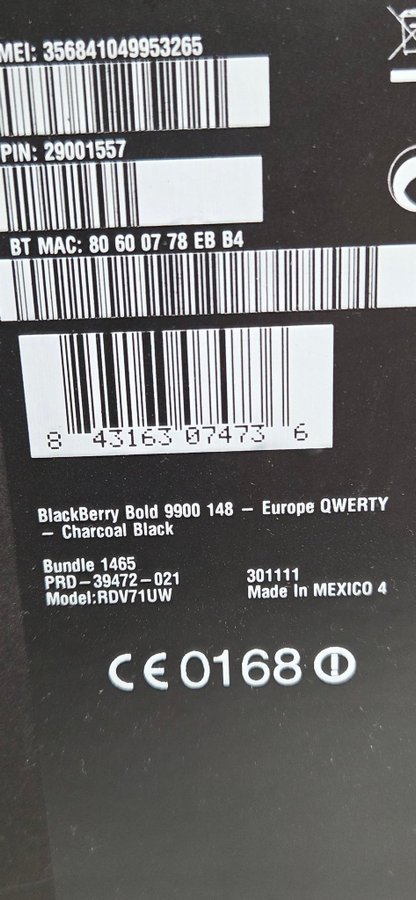 MEI: 356841049953265
PIN: 29001557
BT MAC: 80 60 07 78 EB B4
8 43163 07473 6
BlackBerry Bold 9900 148 – Europe QWERTY
– Charcoal Black
Bundle 1465
PRD–39472–021 301111
Model:RDV71UW Made In MEXICO 4
CE0168